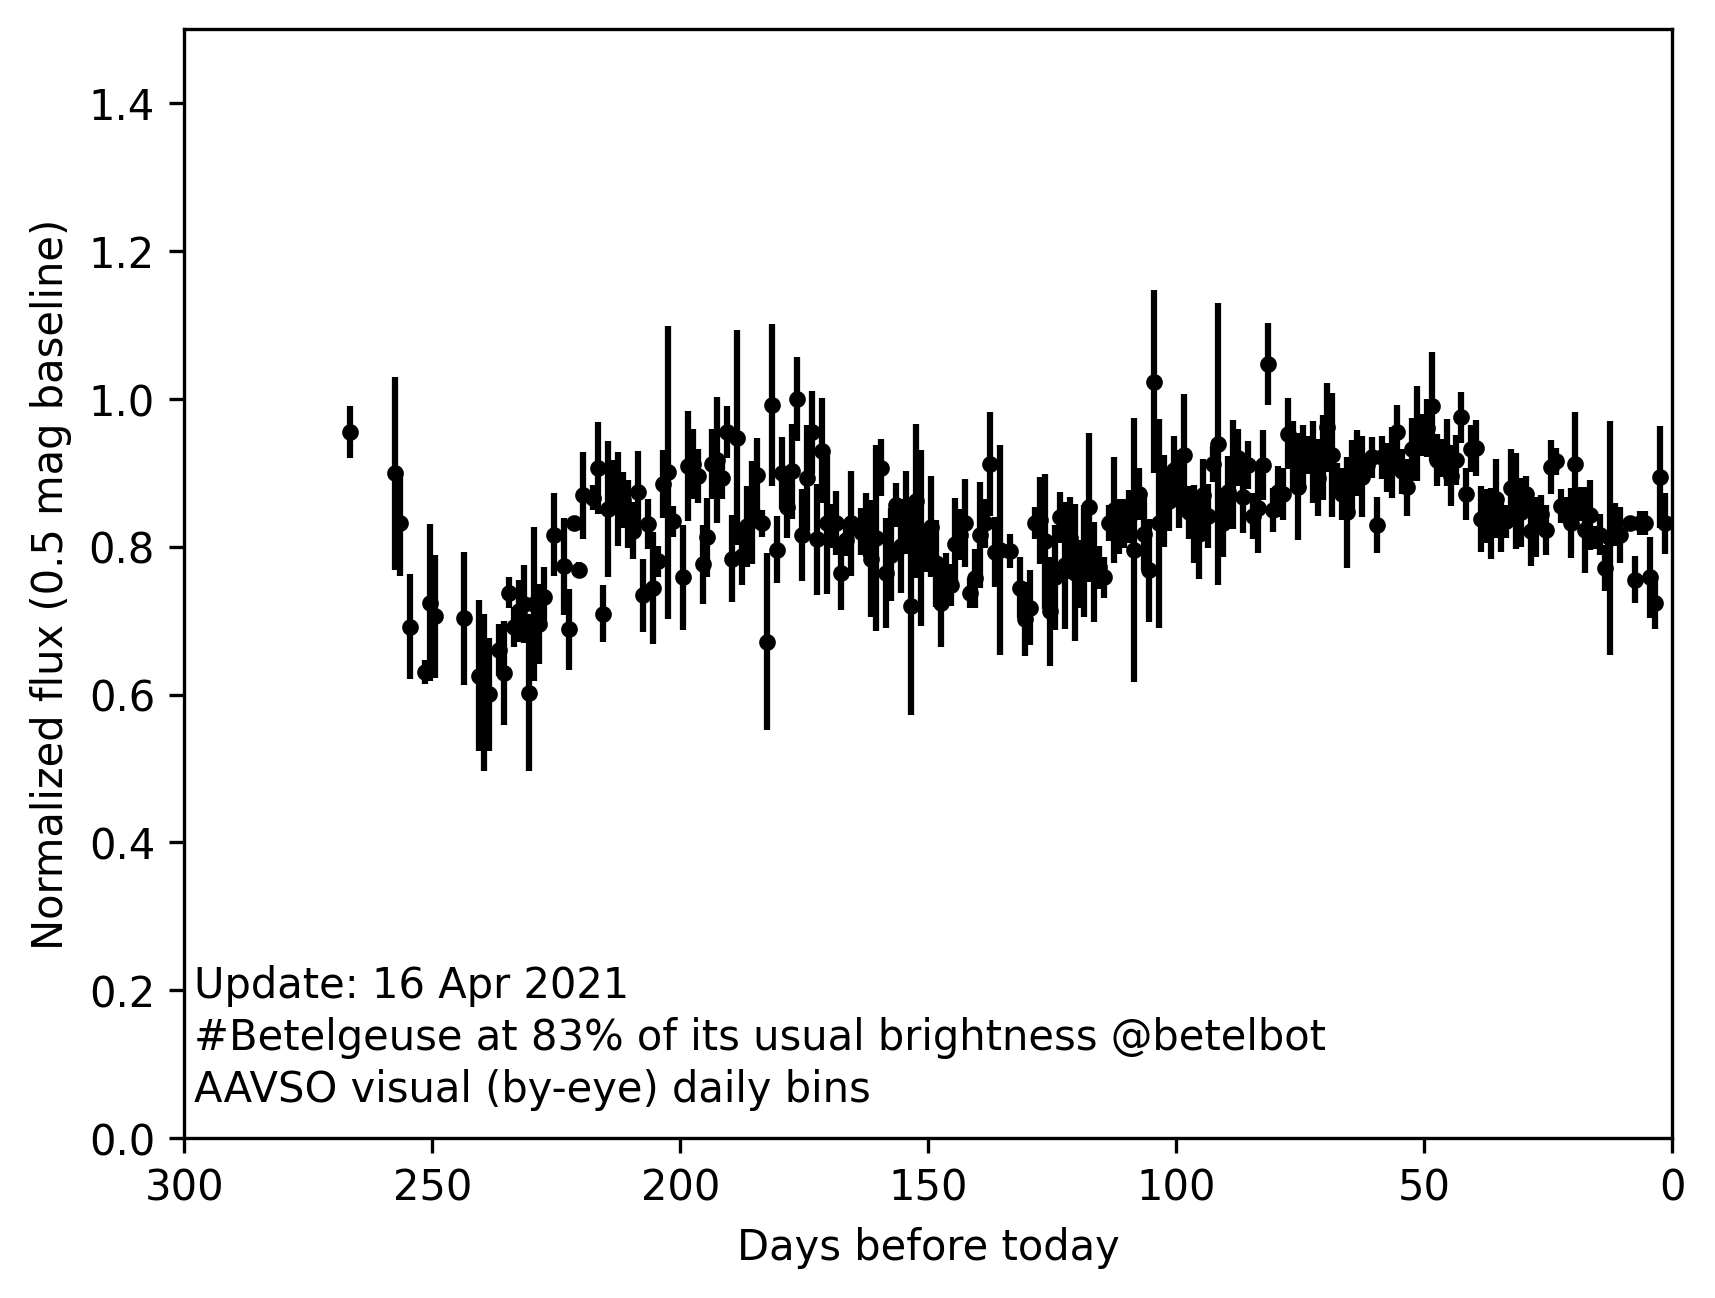 1.4
1.2
1.0
0.8
0.6
0.4
0.2
0.0
Normalized flux (0.5 mag baseline)
Update: 16 Apr 2021
#Betelgeuse at 83% of its usual brightness @betelbot
AAVSO visual (by-eye) daily bins
300 250 200 150 100 50 0
Days before today